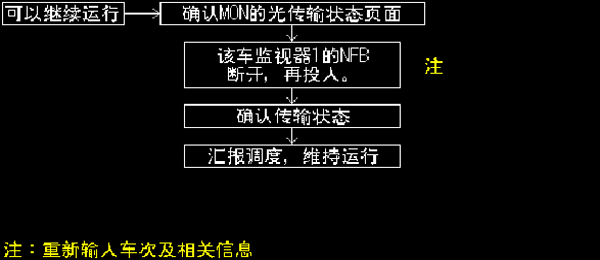 可以继续运行
确认MON的光传输状态页面
该车监视器1的NFB
断开，再投入。
注
确认传输状态
汇报调度，维持运行
注：重新输入车次及相关信息